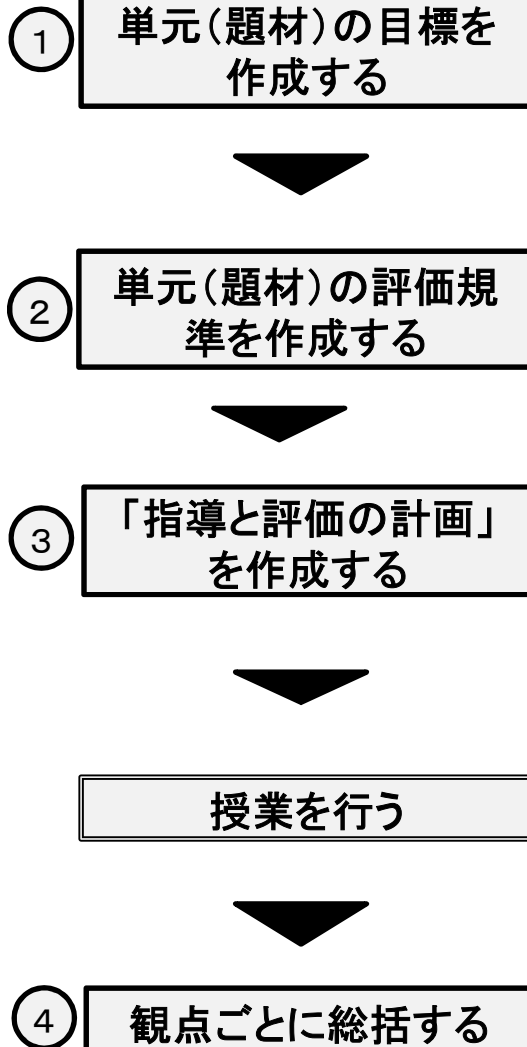 1
単元(題材)の目標を
作成する
2
単元(題材)の評価規
準を作成する
3
「指導と評価の計画」
を作成する
授業を行う
4
観点ごとに総括する